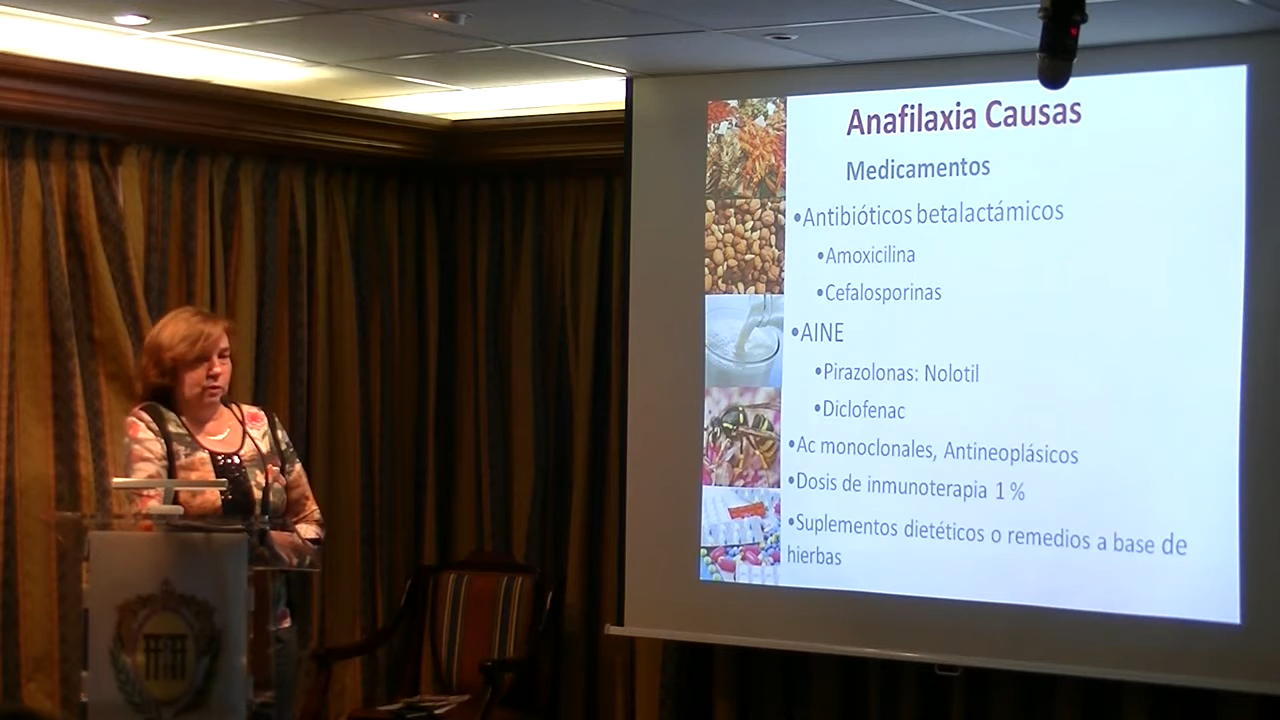 Anafilaxia Causas
Medicamentos
•Antibióticos betalactámicos
•Amoxicilina
•Cefalosporinas
•AINE
•Pirazolonas: Nolotil
•Diclofenac
•Ac monoclonales, Antineoplásicos
•Dosis de inmunoterapia 1 %
•Suplementos dietéticos o remedios a base de
hierbas